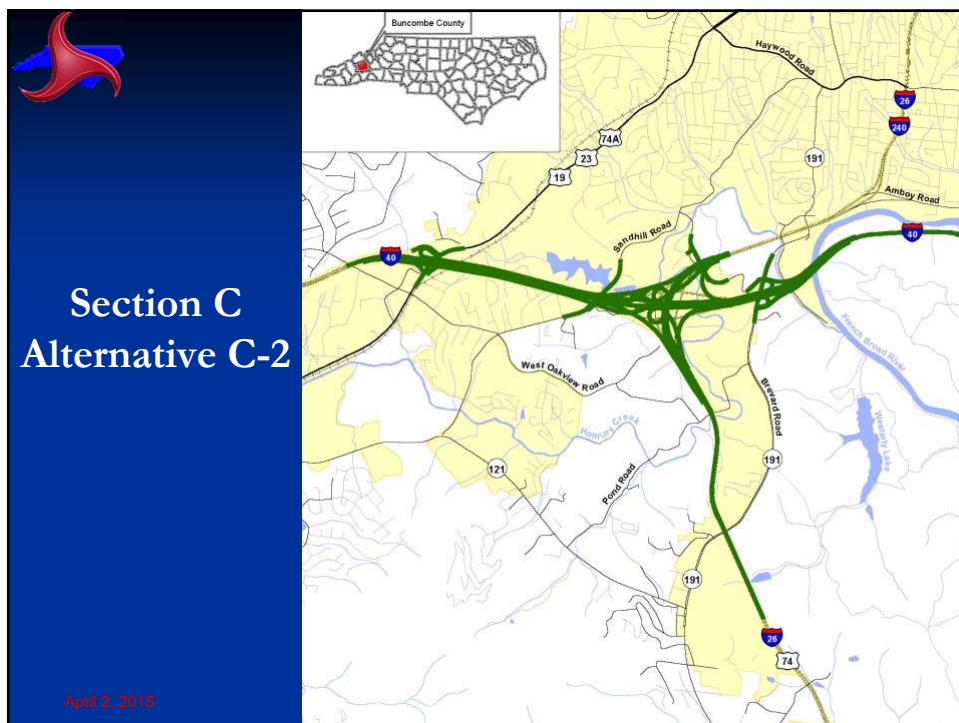 Section C
Alternative C-2
April 2, 2015
Buncombe County
Haywood Road
26
240
74A
23
19
191
Amboy Road
Sandhill Road
40
40
French Broad River
West Oakview Road
Brevard Road
Hominy Creek
Westerly Lake
191
121
Pond Road
191
26
74